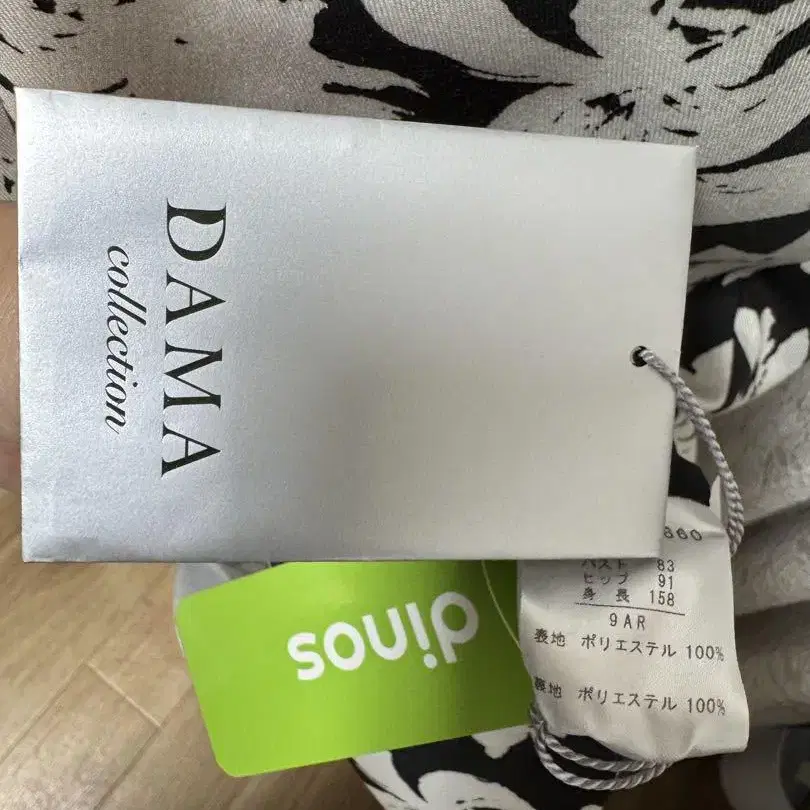 DAMA
collection
dinos
860
バスト 83
ヒップ 91
身長 158
9AR
表地 ポリエステル 100%
裏地 ポリエステル 100%